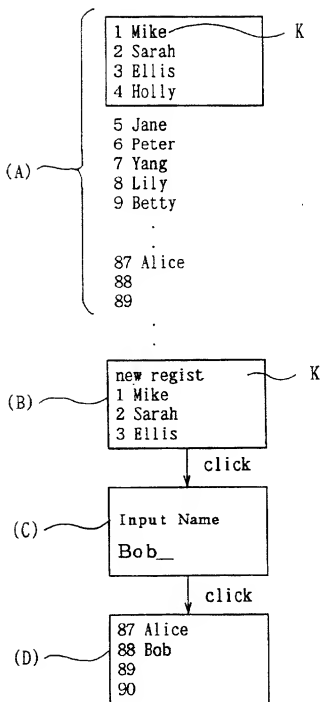 1 Mike K
2 Sarah
3 Ellis
4 Holly
5 Jane
6 Peter
(A) 7 Yang
8 Lily
9 Betty
.
.
87 Alice
88
89
.
.
new regist K
(B) 1 Mike
2 Sarah
3 Ellis
click
Input Name
(C) Bob_
click
87 Alice
88 Bob
(D) 89
90